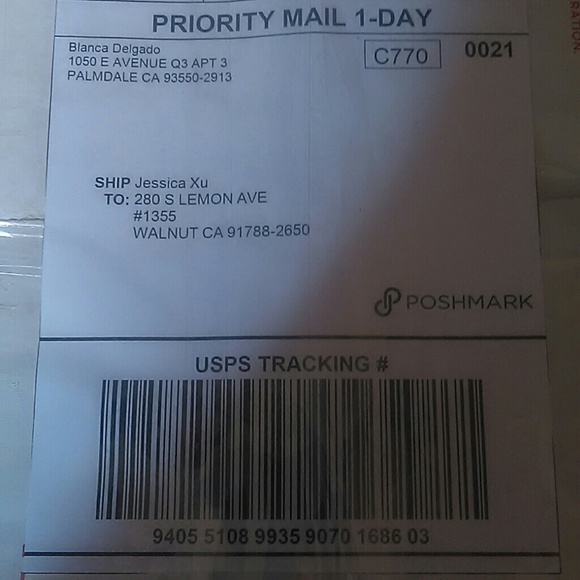 PRIORITY MAIL 1-DAY
Blanca Delgado
1050 E AVENUE Q3 APT 3
PALMDALE CA 93550-2913
C770
0021
SHIP Jessica Xu
TO: 280 S LEMON AVE
#1355
WALNUT CA 91788-2650
POSHMARK
USPS TRACKING #
9405 5108 9935 9070 1686 03